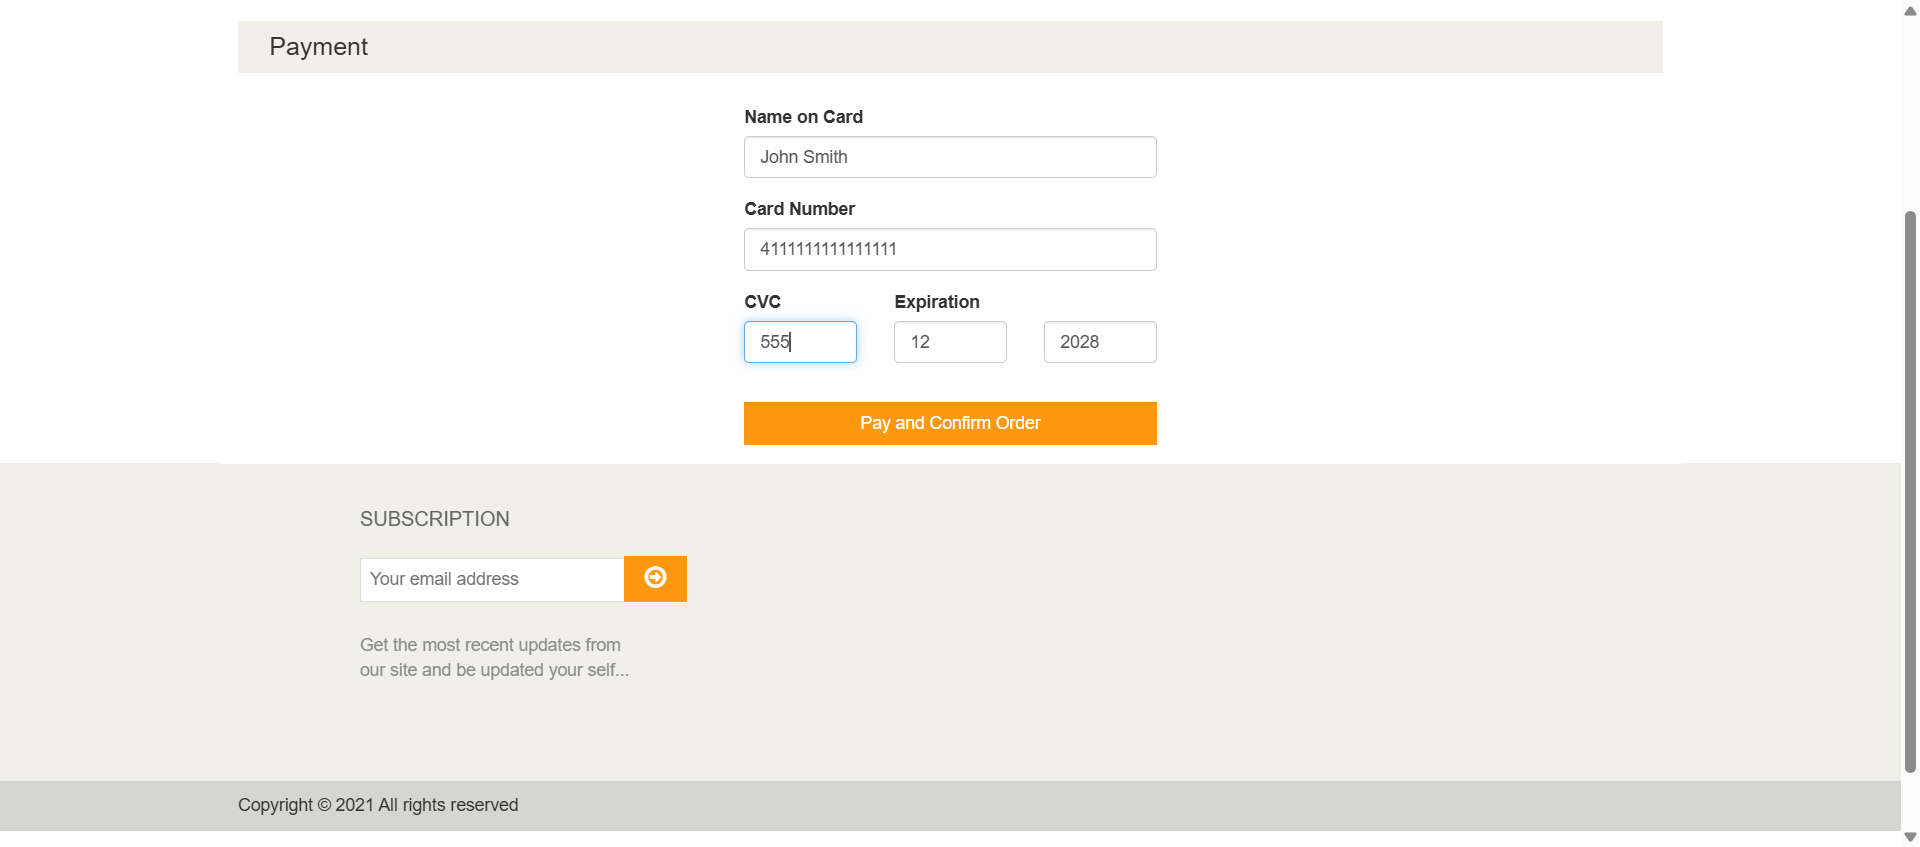 Payment
Name on Card
John Smith
Card Number
4111111111111111
CVC Expiration
555 12 2028
Pay and Confirm Order
SUBSCRIPTION
Your email address
Get the most recent updates from
our site and be updated your self...
Copyright © 2021 All rights reserved